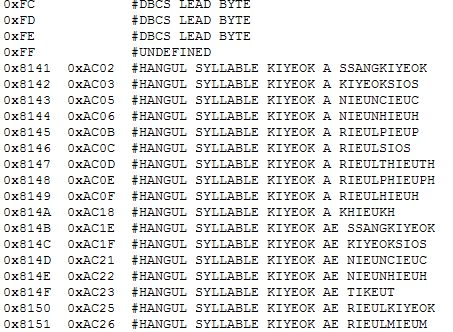 0xFC #DBCS LEAD BYTE
0xFD #DBCS LEAD BYTE
0xFE #DBCS LEAD BYTE
0xFF #UNDEFINED
0x8141 0xAC02 #HANGUL SYLLABLE KIYEOK A SSANGKIYEOK
0x8142 0xAC03 #HANGUL SYLLABLE KIYEOK A KIYEOKSIOS
0x8143 0xAC05 #HANGUL SYLLABLE KIYEOK A NIEUNCIEUC
0x8144 0xAC06 #HANGUL SYLLABLE KIYEOK A NIEUNHIEUH
0x8145 0xAC0B #HANGUL SYLLABLE KIYEOK A RIEULPIEUP
0x8146 0xAC0C #HANGUL SYLLABLE KIYEOK A RIEULSIOS
0x8147 0xAC0D #HANGUL SYLLABLE KIYEOK A RIEULTHIEUTH
0x8148 0xAC0E #HANGUL SYLLABLE KIYEOK A RIEULPHIEUPH
0x8149 0xAC0F #HANGUL SYLLABLE KIYEOK A RIEULHIEUH
0x814A 0xAC18 #HANGUL SYLLABLE KIYEOK A KHIEUKH
0x814B 0xAC1E #HANGUL SYLLABLE KIYEOK AE SSANGKIYEOK
0x814C 0xAC1F #HANGUL SYLLABLE KIYEOK AE KIYEOKSIOS
0x814D 0xAC21 #HANGUL SYLLABLE KIYEOK AE NIEUNCIEUC
0x814E 0xAC22 #HANGUL SYLLABLE KIYEOK AE NIEUNHIEUH
0x814F 0xAC23 #HANGUL SYLLABLE KIYEOK AE TIKEUT
0x8150 0xAC25 #HANGUL SYLLABLE KIYEOK AE RIEULKIYEOK
0x8151 0xAC26 #HANGUL SYLLABLE KIYEOK AE RIEULMIEUM